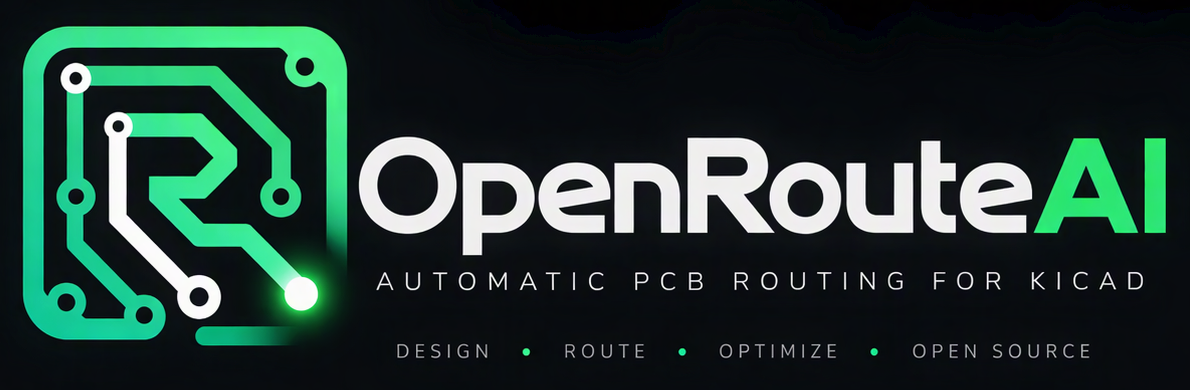 OpenRouteAI
AUTOMATIC PCB ROUTING FOR KICAD
DESIGN • ROUTE • OPTIMIZE • OPEN SOURCE